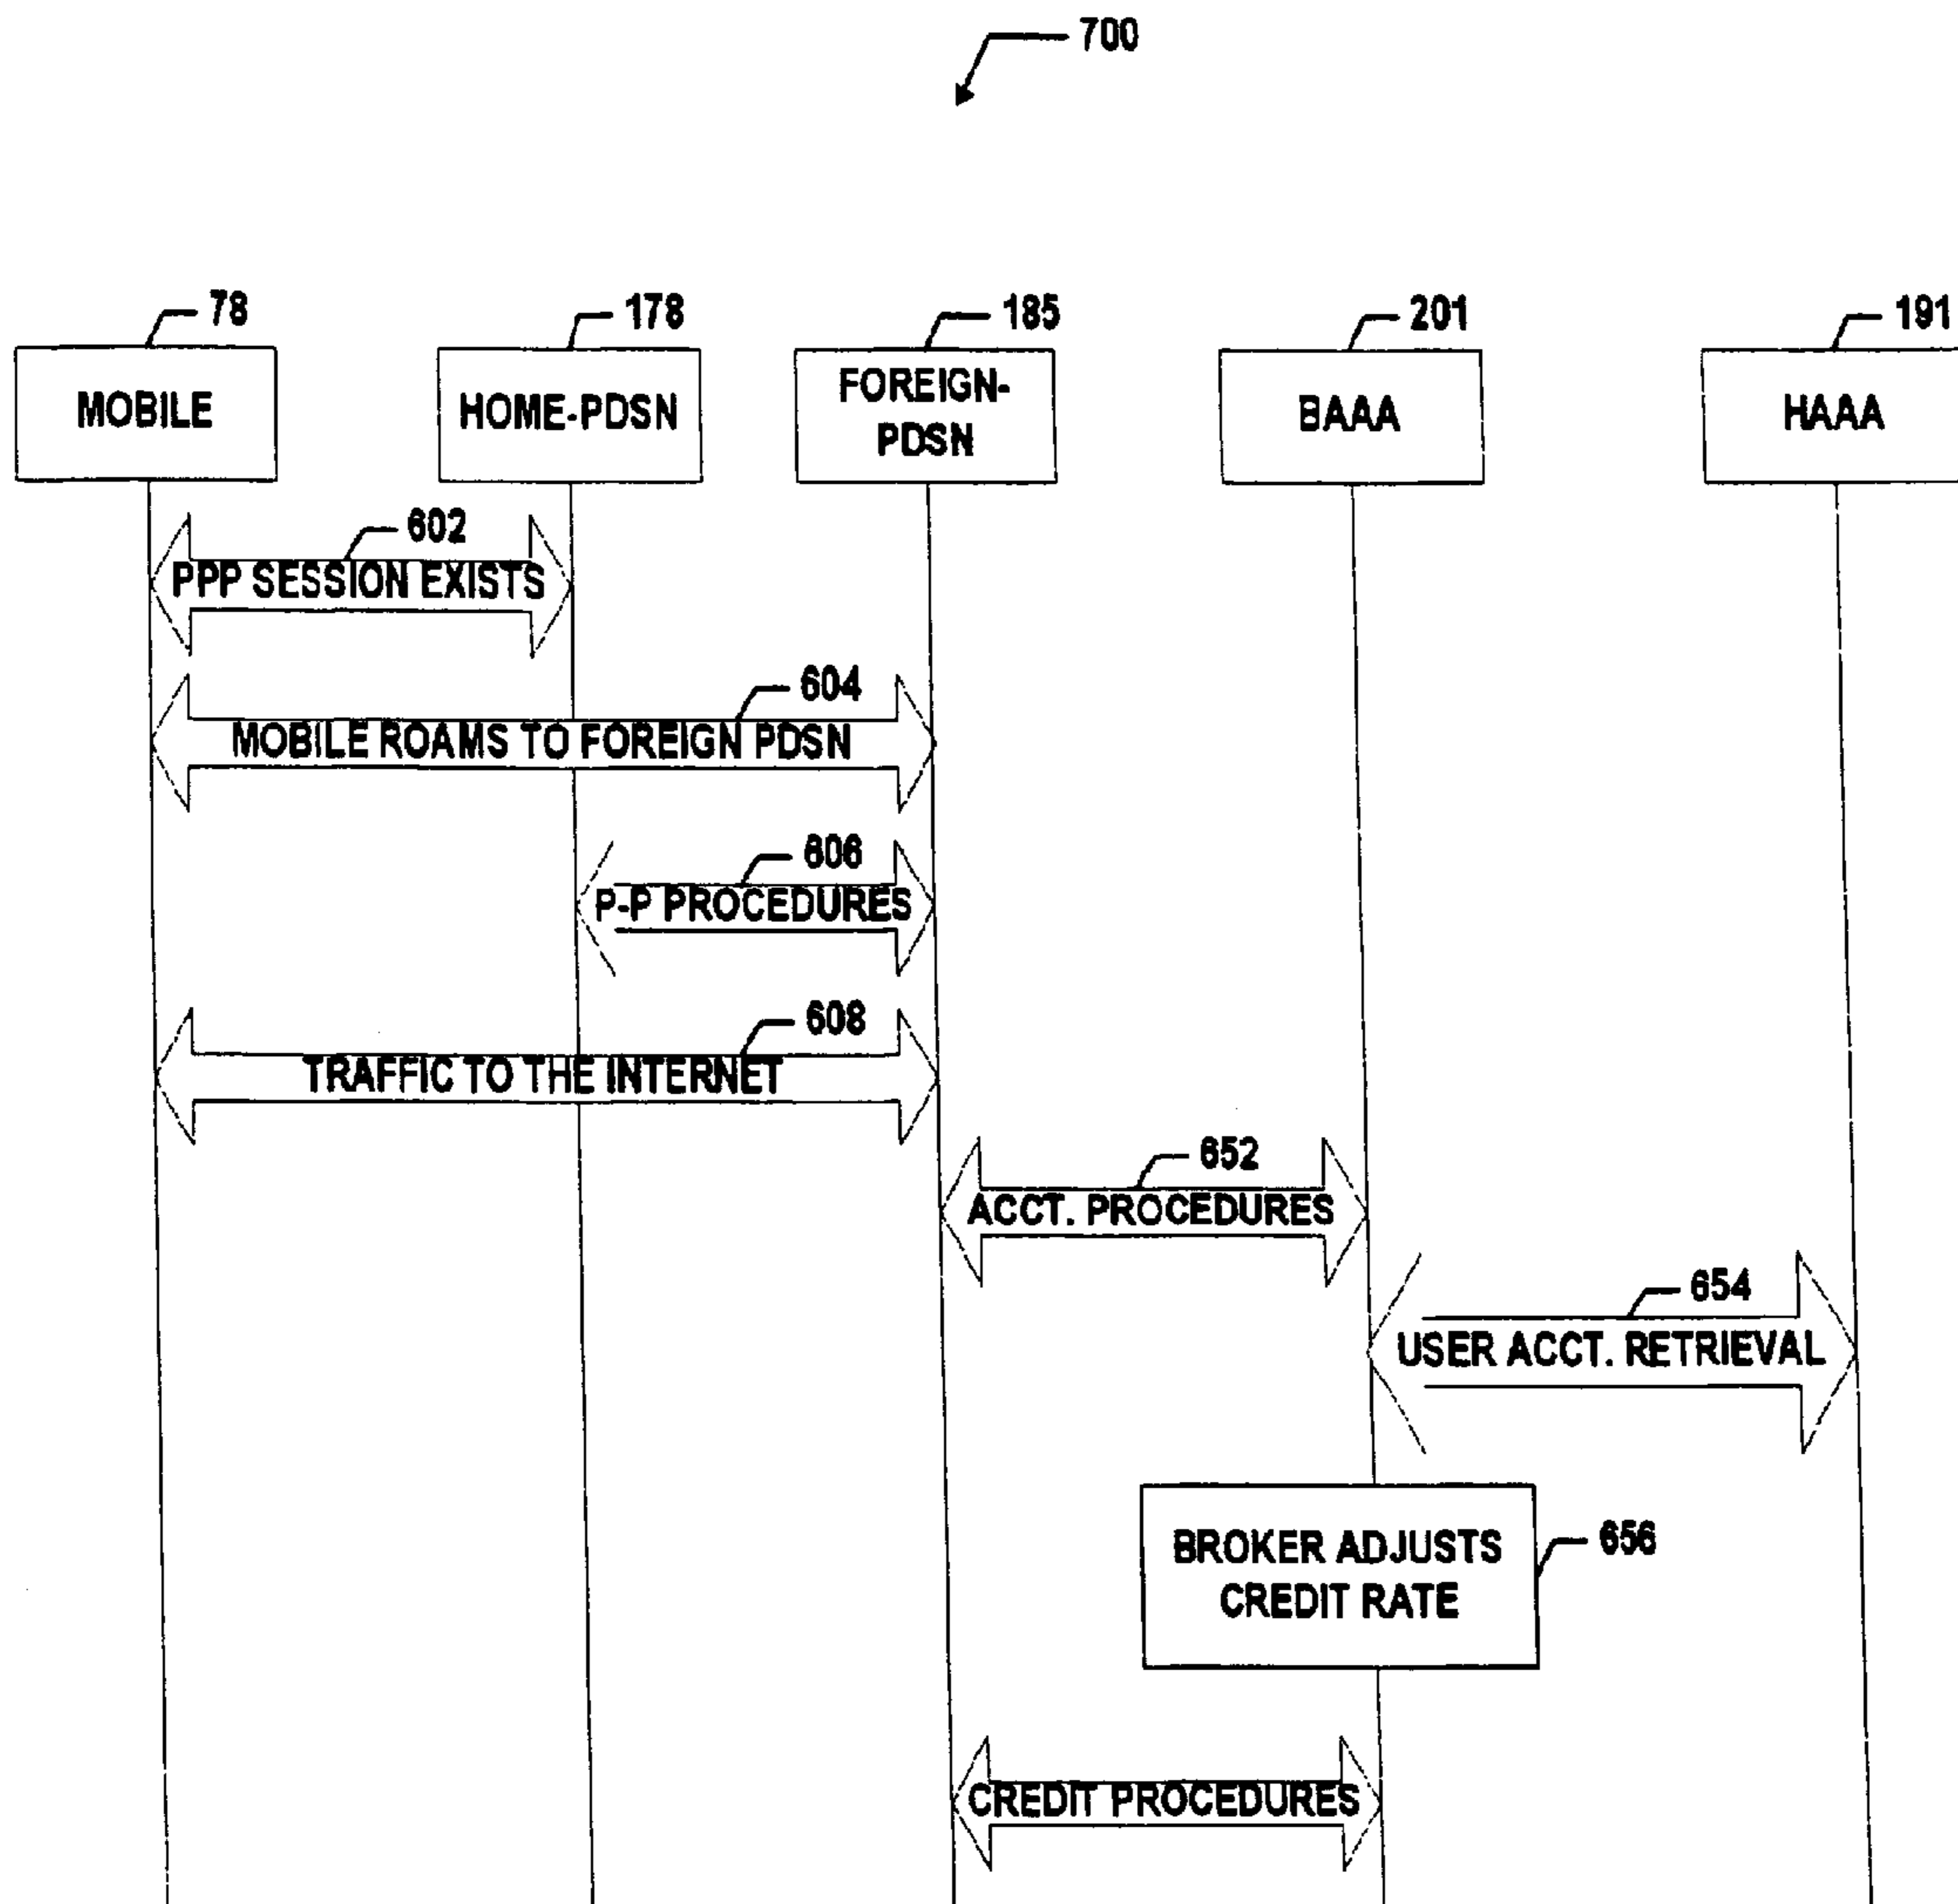 700
78
178
185
201
191
MOBILE
HOME-PDSN
FOREIGN-
PDSN
BAAA
HAAA
602
PPP SESSION EXISTS
604
MOBILE ROAMS TO FOREIGN PDSN
606
P-P PROCEDURES
608
TRAFFIC TO THE INTERNET
652
ACCT. PROCEDURES
654
USER ACCT. RETRIEVAL
BROKER ADJUSTS
CREDIT RATE
656
CREDIT PROCEDURES